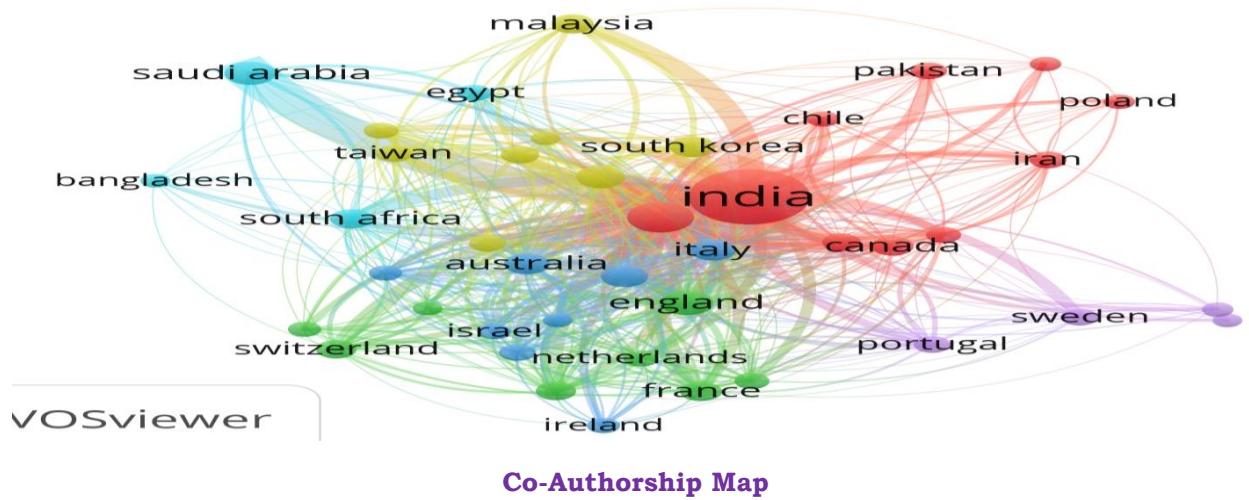 malaysia
saudi arabia
pakistan
egypt
poland
chile
taiwan
south korea
iran
bangladesh
india
south africa
canada
italy
australia
england
sweden
israel
portugal
switzerland
netherlands
france
VOSviewer
ireland
Co-Authorship Map